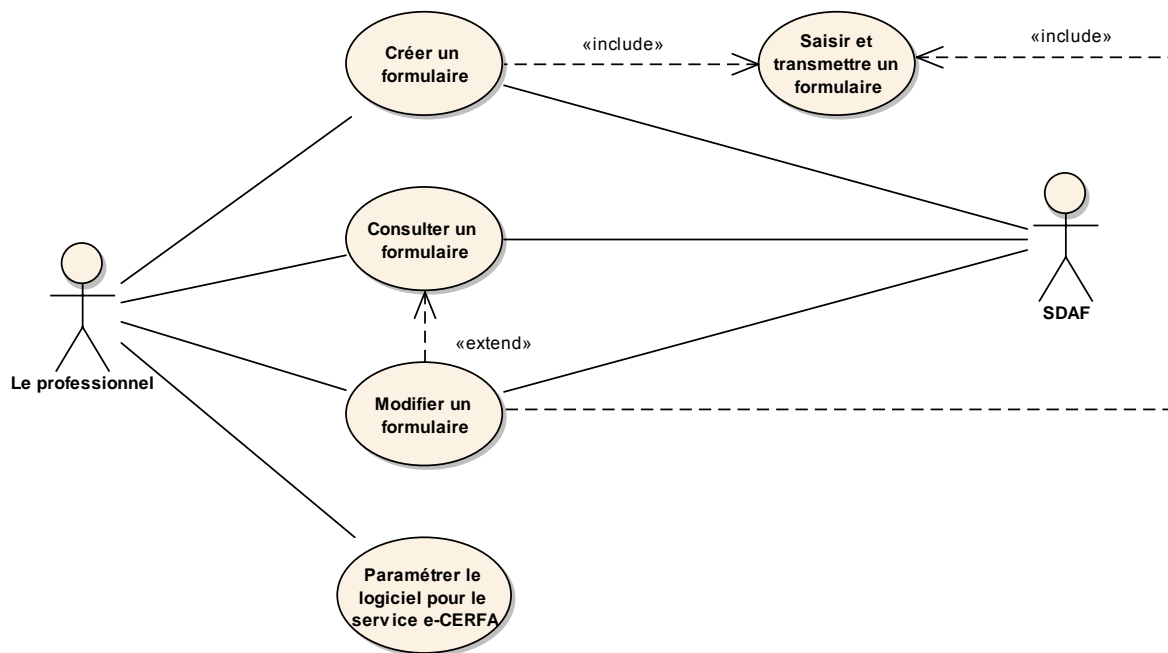 Créer un
formulaire
«include»
Saisir et
transmettre un
formulaire
«include»
Consulter un
formulaire
SDAF
«extend»
Le professionnel
Modifier un
formulaire
Paramétrer le
logiciel pour le
service e-CERFA